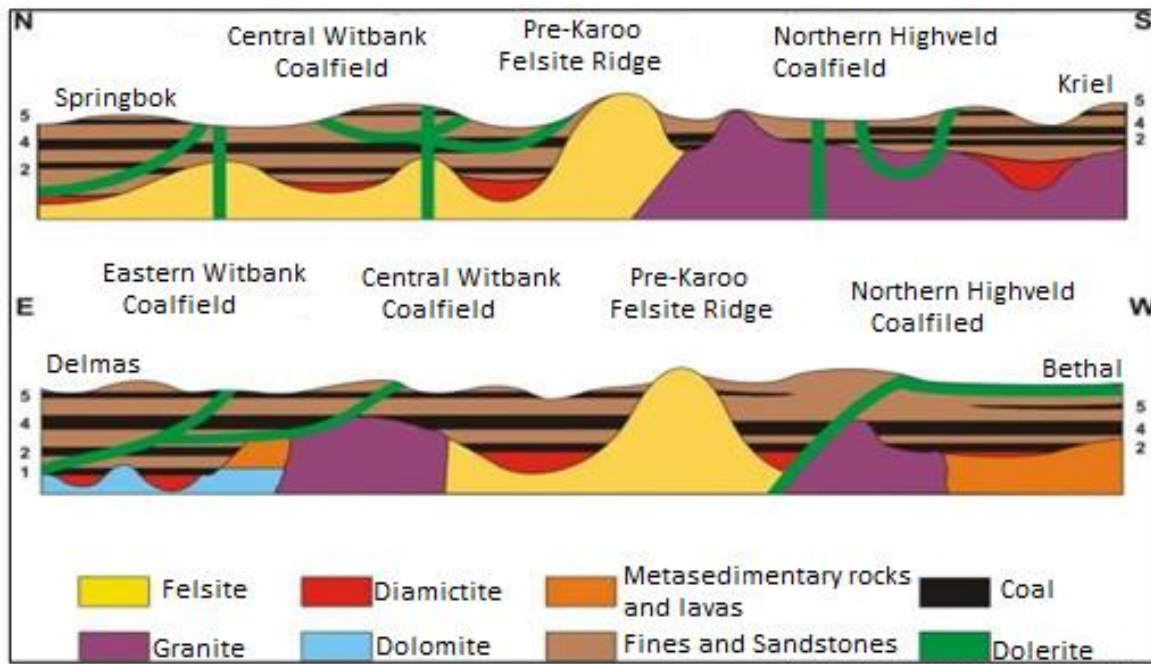 N
S
Central Witbank
Coalfield
Pre-Karoo
Felsite Ridge
Northern Highveld
Coalfield
Springbok
Kriel
5
4
2
5
4
2
Eastern Witbank
Coalfield
Central Witbank
Coalfield
Pre-Karoo
Felsite Ridge
Northern Highveld
Coalfiled
E
W
Delmas
Bethal
5
4
2
1
5
4
2
Felsite
Diamictite
Metasedimentary rocks
and lavas
Coal
Granite
Dolomite
Fines and Sandstones
Dolerite